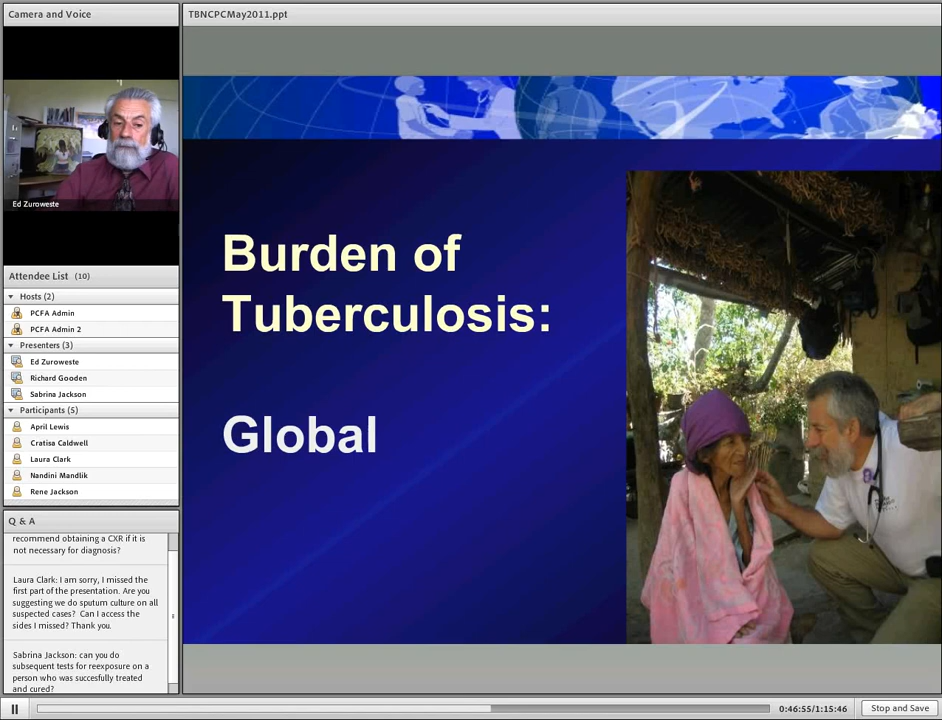 Camera and Voice
Ed Zuroweste
Attendee List (10)
Hosts (2)
PCFA Admin
PCFA Admin 2
Presenters (3)
Ed Zuroweste
Richard Gooden
Sabrina Jackson
Participants (5)
April Lewis
Cratisa Caldwell
Laura Clark
Nandini Mandlik
Rene Jackson
Q & A
recommend obtaining a CXR if it is
not necessary for diagnosis?
Laura Clark: I am sorry, I missed the
first part of the presentation. Are you
suggesting we do sputum culture on all
suspected cases? Can I access the
sides I missed? Thank you.
Sabrina Jackson: can you do
subsequent tests for reexposure on a
person who was succesfully treated
and cured?
TBNCPCMay2011.ppt
Burden of
Tuberculosis:
Global
0:46:55/1:15:46
Stop and Save